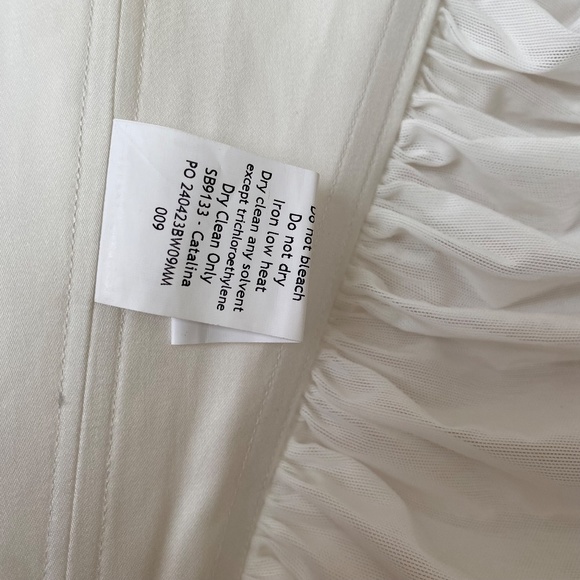 Do not bleach
Do not dry
Iron low heat
Dry clean any solvent
except trichloroethylene
Dry Clean Only
SB9133 - Catalina
PO 240423BW09MM
009